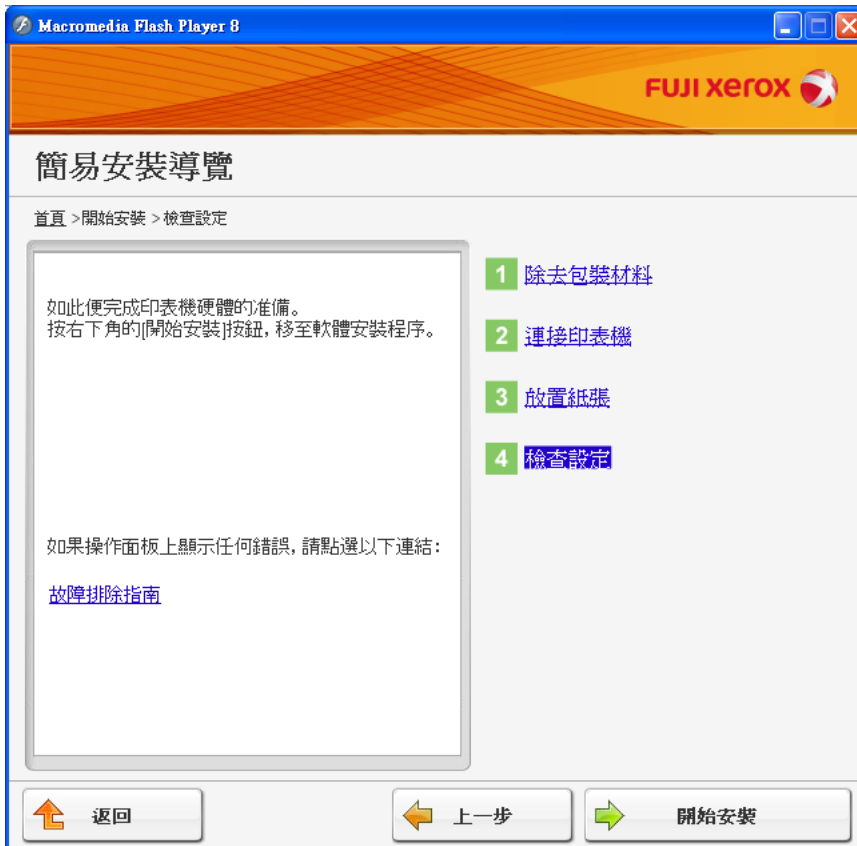 Macromedia Flash Player 8
FUJI xerox
簡易安裝導覽
首頁 >開始安裝 >檢查設定
如此便完成印表機硬體的准備。
按右下角的[開始安裝]按鈕, 移至軟體安裝程序。
如果操作面板上顯示任何錯誤, 請點選以下連結:
故障排除指南
1 除去包裝材料
2 連接印表機
3 放置紙張
4 檢查設定
返回
上一步
開始安裝